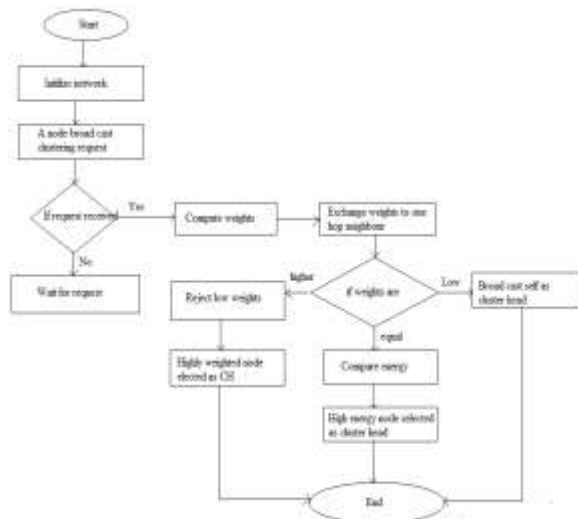 Start
Initilize network
A node broad cast
clustering request
If request received
Yes
No
Wait for request
Compute weights
Exchange weights to one
hop neighbour
if weights are
higher
Low
equal
Reject low weights
Broad cast self as
cluster head
Highly weighted node
elected as CH
Compare energy
High energy node selected
as cluster head
End